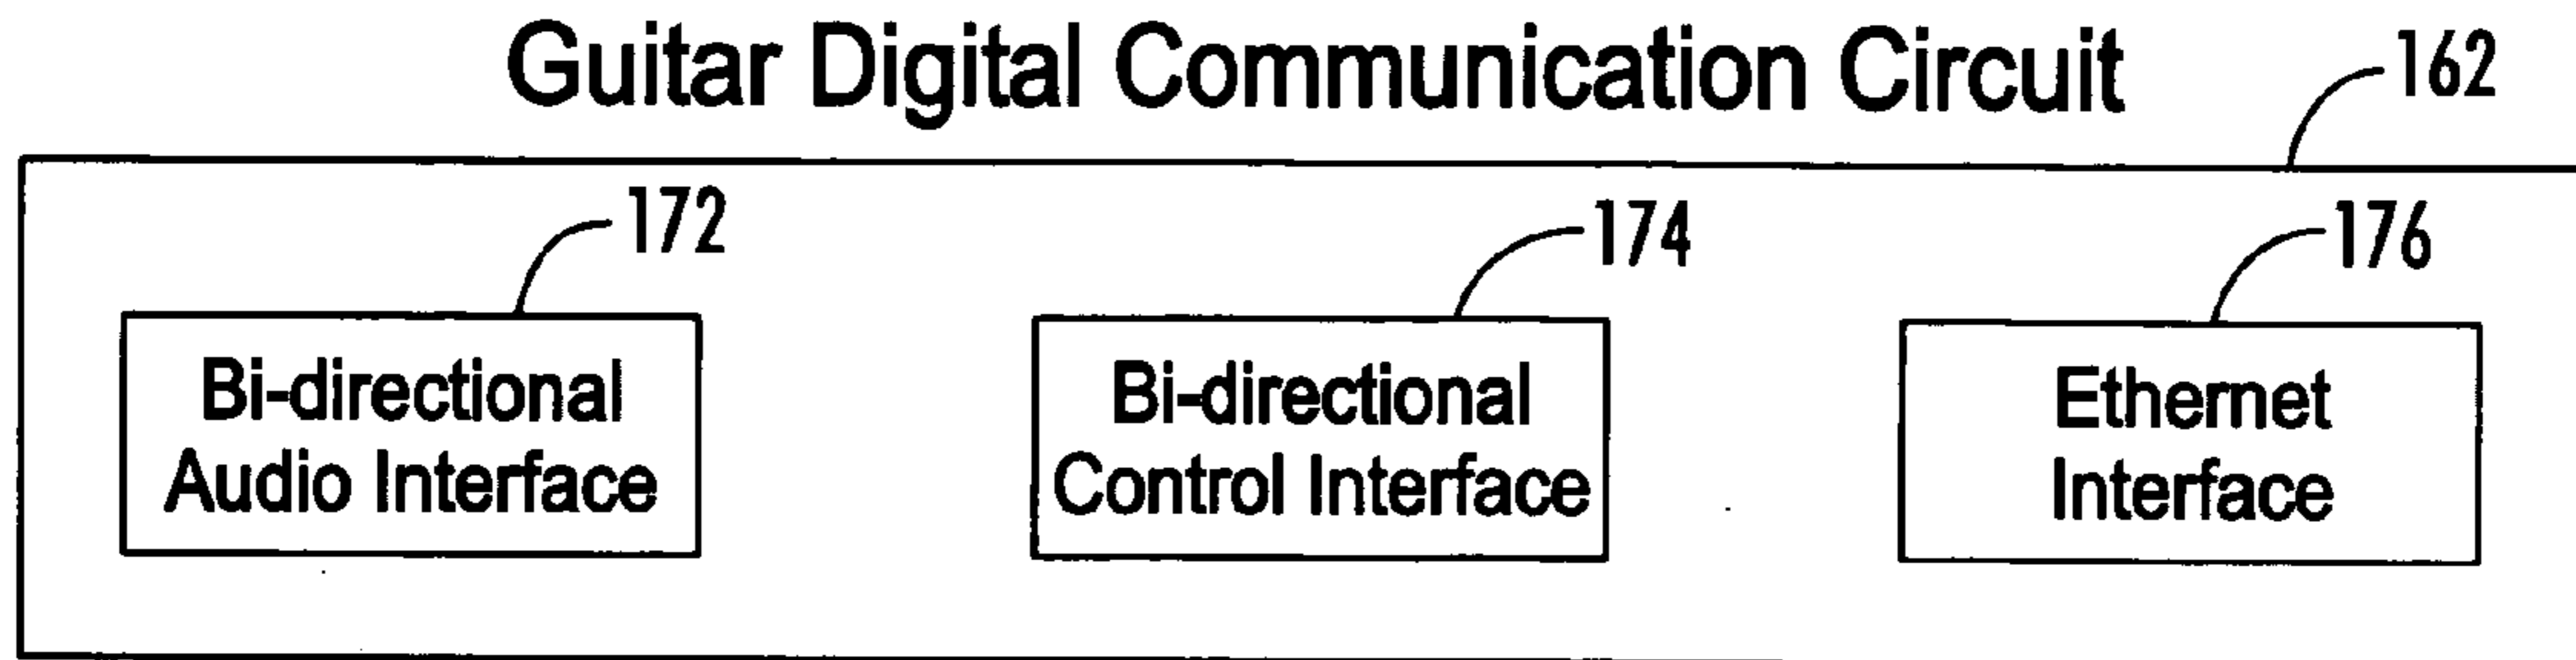 Guitar Digital Communication Circuit
162
172
174
176
Bi-directional
Audio Interface
Bi-directional
Control Interface
Ethernet
Interface